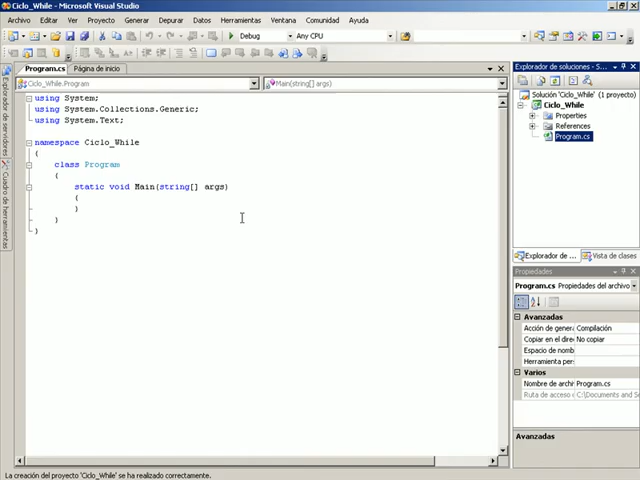 Ciclo_While - Microsoft Visual Studio
Archivo Editar Ver Proyecto Generar Depurar Datos Herramientas Ventana Comunidad Ayuda
Debug Any CPU
Program.cs Página de inicio
Ciclo_While.Program Main(string[] args)
using System;
using System.Collections.Generic;
using System.Text;
namespace Ciclo_While
{
class Program
{
static void Main(string[] args)
{
}
}
}
Explorador de servidores
Cuadro de herramientas
Explorador de soluciones - S...
Solución 'Ciclo_While' (1 proyecto)
Ciclo_While
Properties
References
Program.cs
Explorador de ... Vista de clases
Propiedades
Program.cs Propiedades del archivo
Avanzadas
Acción de genera Compilación
Copiar en el dire No copiar
Espacio de nomb
Herramienta per
Varios
Nombre de archi Program.cs
Ruta de acceso C:\Documents and Se
Avanzadas
La creación del proyecto 'Ciclo_While' se ha realizado correctamente.